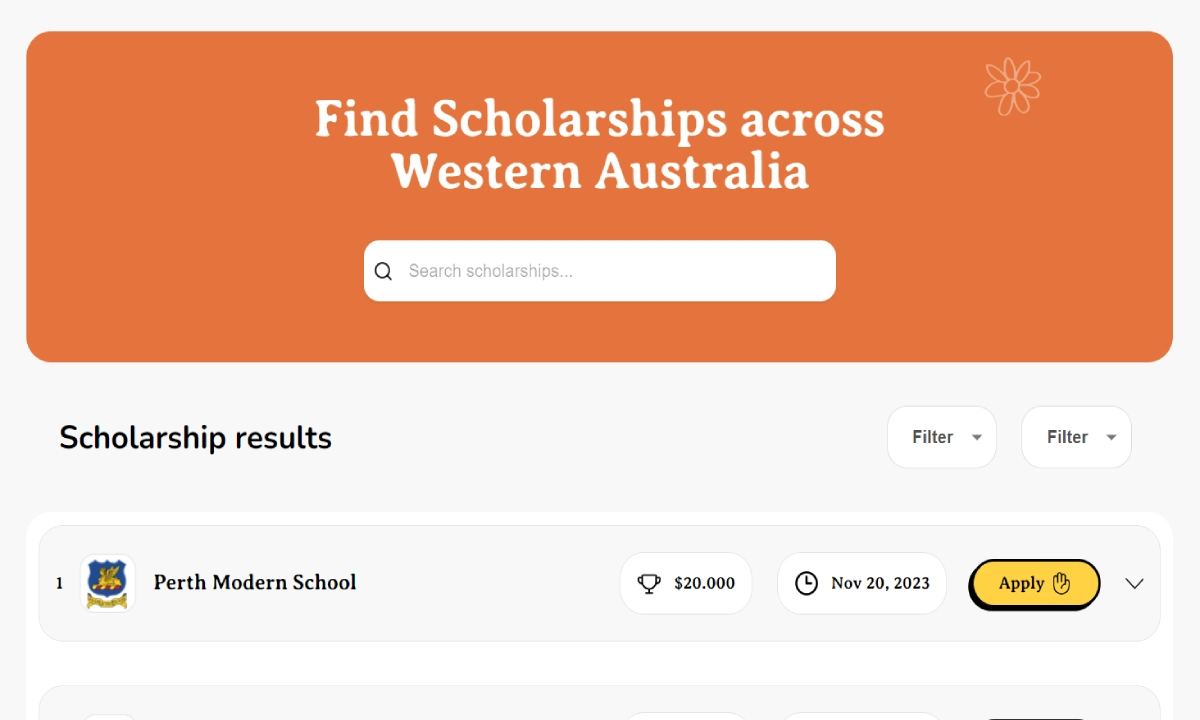 Find Scholarships across
Western Australia
Search scholarships...
Scholarship results
Filter
Filter
1
Perth Modern School
$20.000
Nov 20, 2023
Apply